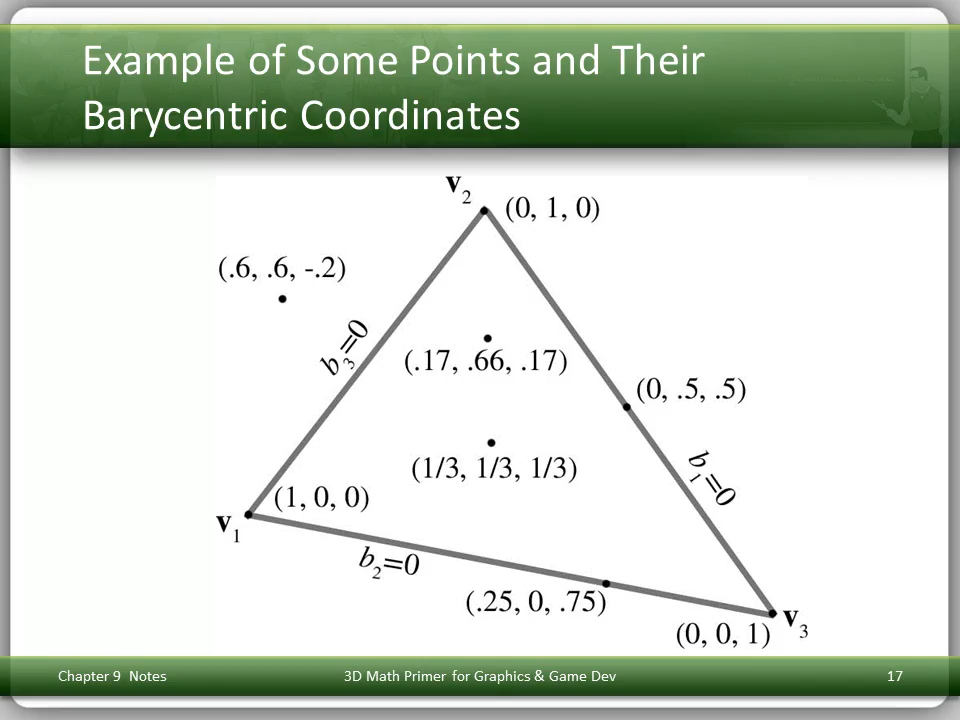 Example of Some Points and Their
Barycentric Coordinates
v2
(0, 1, 0)
(.6, .6, -.2)
b3=0
(.17, .66, .17)
(0, .5, .5)
(1/3, 1/3, 1/3)
b1=0
(1, 0, 0)
v1
b2=0
(.25, 0, .75)
v3
(0, 0, 1)
Chapter 9 Notes
3D Math Primer for Graphics & Game Dev
17